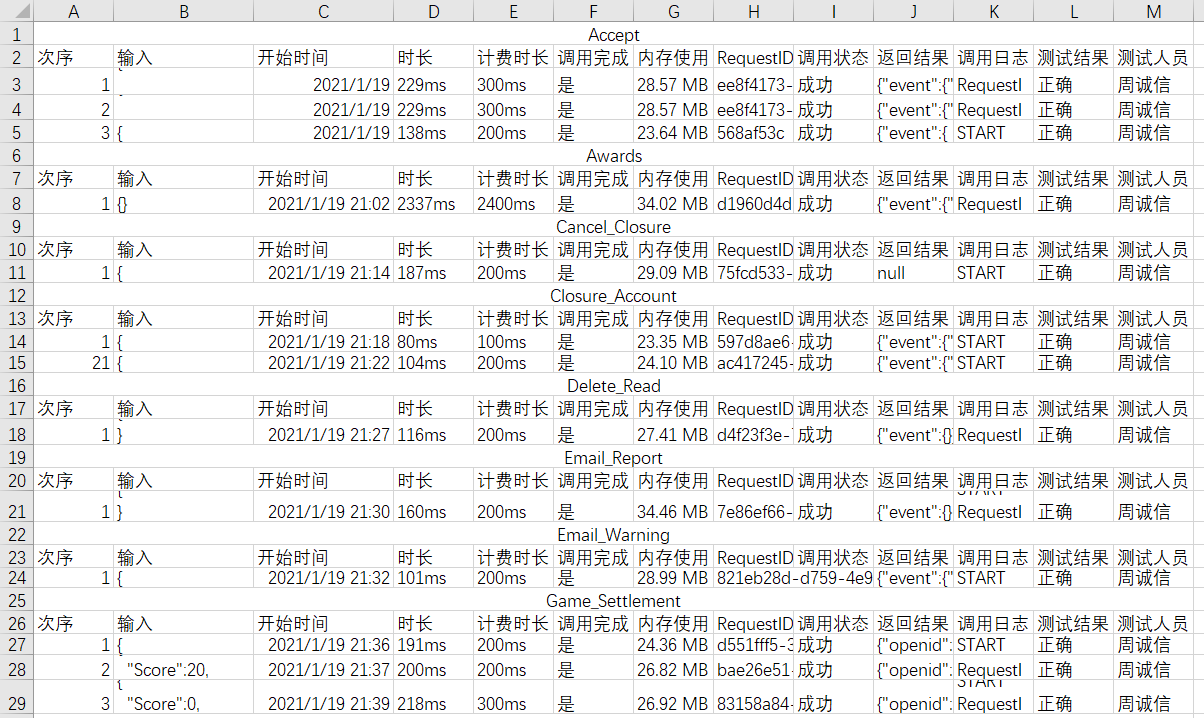 A B C D E F G H I J K L M
1 Accept
2 次序 输入 开始时间 时长 计费时长 调用完成 内存使用 RequestID 调用状态 返回结果 调用日志 测试结果 测试人员
3 1 2021/1/19 229ms 300ms 是 28.57 MB ee8f4173- 成功 {"event":{" RequestI 正确 周诚信
4 2 2021/1/19 229ms 300ms 是 28.57 MB ee8f4173- 成功 {"event":{" RequestI 正确 周诚信
5 3 { 2021/1/19 138ms 200ms 是 23.64 MB 568af53c 成功 {"event":{ START 正确 周诚信
6 Awards
7 次序 输入 开始时间 时长 计费时长 调用完成 内存使用 RequestID 调用状态 返回结果 调用日志 测试结果 测试人员
8 1 {} 2021/1/19 21:02 2337ms 2400ms 是 34.02 MB d1960d4d 成功 {"event":{" RequestI 正确 周诚信
9 Cancel_Closure
10 次序 输入 开始时间 时长 计费时长 调用完成 内存使用 RequestID 调用状态 返回结果 调用日志 测试结果 测试人员
11 1 { 2021/1/19 21:14 187ms 200ms 是 29.09 MB 75fcd533- 成功 null START 正确 周诚信
12 Closure_Account
13 次序 输入 开始时间 时长 计费时长 调用完成 内存使用 RequestID 调用状态 返回结果 调用日志 测试结果 测试人员
14 1 { 2021/1/19 21:18 80ms 100ms 是 23.35 MB 597d8ae6- 成功 {"event":{" START 正确 周诚信
15 21 { 2021/1/19 21:22 104ms 200ms 是 24.10 MB ac417245- 成功 {"event":{" START 正确 周诚信
16 Delete_Read
17 次序 输入 开始时间 时长 计费时长 调用完成 内存使用 RequestID 调用状态 返回结果 调用日志 测试结果 测试人员
18 1 } 2021/1/19 21:27 116ms 200ms 是 27.41 MB d4f23f3e- 成功 {"event":{} RequestI 正确 周诚信
19 Email_Report
20 次序 输入 开始时间 时长 计费时长 调用完成 内存使用 RequestID 调用状态 返回结果 调用日志 测试结果 测试人员
START
21 1 } 2021/1/19 21:30 160ms 200ms 是 34.46 MB 7e86ef66- 成功 {"event":{} RequestI 正确 周诚信
22 Email_Warning
23 次序 输入 开始时间 时长 计费时长 调用完成 内存使用 RequestID 调用状态 返回结果 调用日志 测试结果 测试人员
24 1 { 2021/1/19 21:32 101ms 200ms 是 28.99 MB 821eb28d-d759-4e9 {"event":{" START 正确 周诚信
25 Game_Settlement
26 次序 输入 开始时间 时长 计费时长 调用完成 内存使用 RequestID 调用状态 返回结果 调用日志 测试结果 测试人员
27 1 { 2021/1/19 21:36 191ms 200ms 是 24.36 MB d551fff5-3 成功 {"openid": START 正确 周诚信
28 2 "Score":20, 2021/1/19 21:37 200ms 200ms 是 26.82 MB bae26e51- 成功 {"openid": RequestI 正确 周诚信
{ START
29 3 "Score":0, 2021/1/19 21:39 218ms 300ms 是 26.92 MB 83158a84- 成功 {"openid": RequestI 正确 周诚信